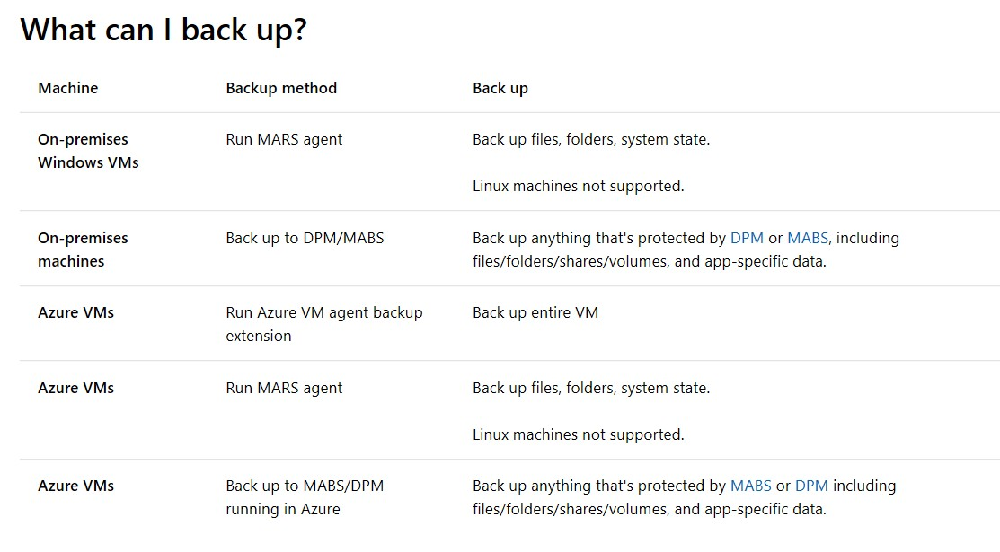 What can I back up?
Machine Backup method Back up
On-premises Run MARS agent Back up files, folders, system state.
Windows VMs
Linux machines not supported.
On-premises Back up to DPM/MABS Back up anything that's protected by DPM or MABS, including
machines files/folders/shares/volumes, and app-specific data.
Azure VMs Run Azure VM agent backup Back up entire VM
extension
Azure VMs Run MARS agent Back up files, folders, system state.
Linux machines not supported.
Azure VMs Back up to MABS/DPM Back up anything that's protected by MABS or DPM including
running in Azure files/folders/shares/volumes, and app-specific data.